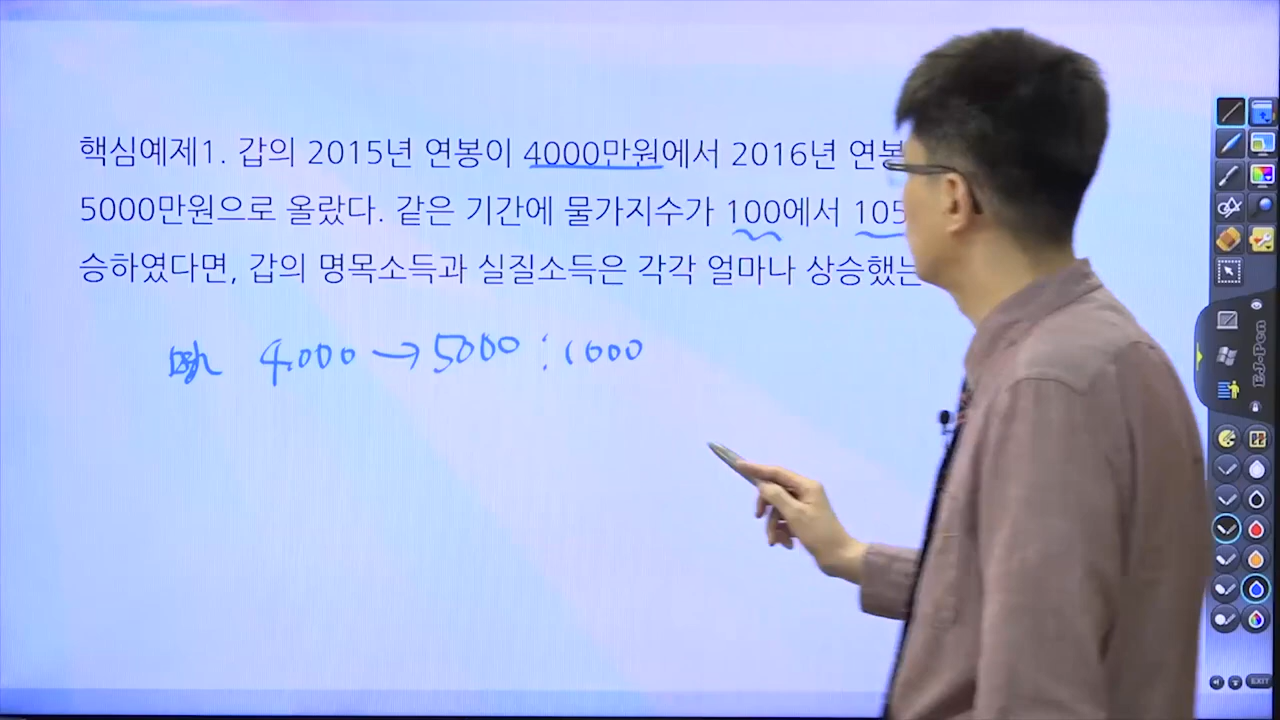 핵심예제1. 갑의 2015년 연봉이 4000만원에서 2016년 연봉
5000만원으로 올랐다. 같은 기간에 물가지수가 100에서 105
승하였다면, 갑의 명목소득과 실질소득은 각각 얼마나 상승했는
4000 → 5000 : 1000
EJ-Pen
EXIT